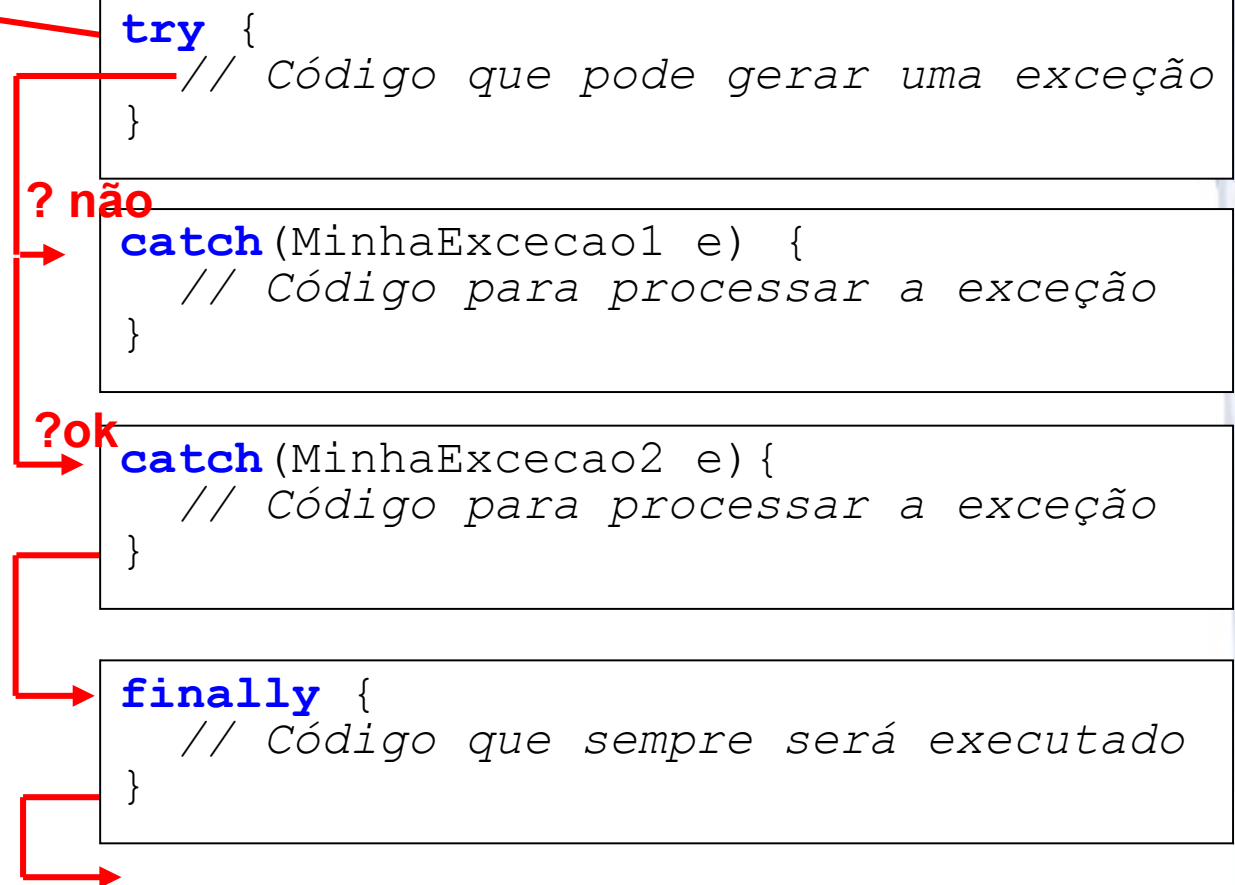 try {
// Código que pode gerar uma exceção
}
? não
catch(MinhaExcecao1 e) {
// Código para processar a exceção
}
?ok
catch(MinhaExcecao2 e){
// Código para processar a exceção
}
finally {
// Código que sempre será executado
}